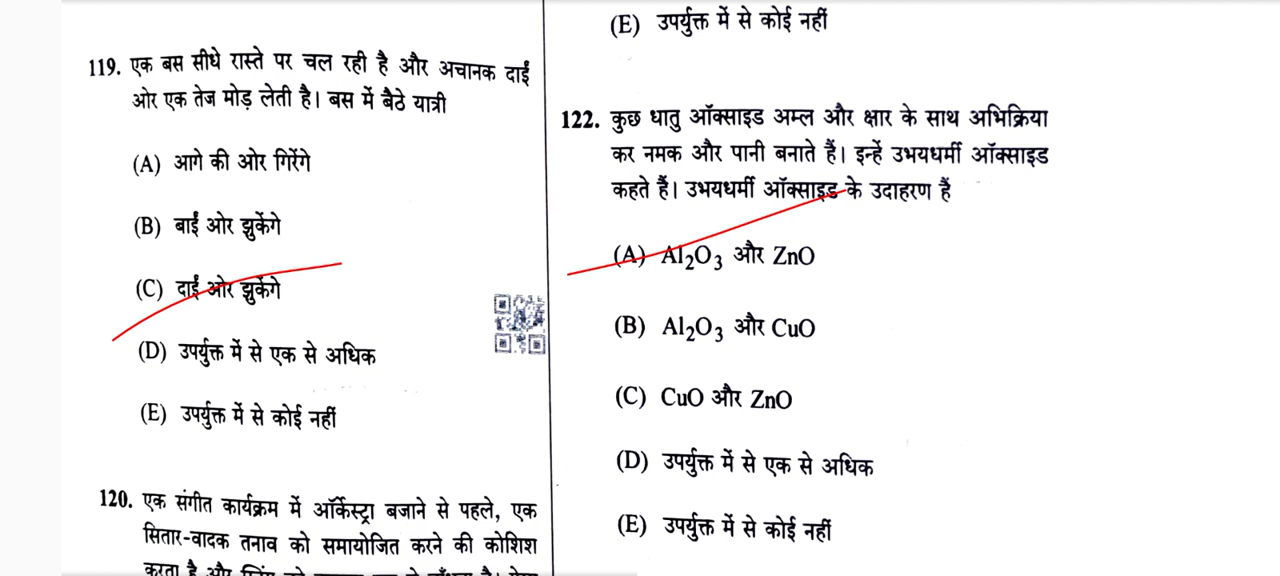 119. एक बस सीधे रास्ते पर चल रही है और अचानक दाईं
ओर एक तेज मोड़ लेती है। बस में बैठे यात्री
(A) आगे की ओर गिरेंगे
(B) बाईं ओर झुकेंगे
(C) दाईं ओर झुकेंगे
(D) उपर्युक्त में से एक से अधिक
(E) उपर्युक्त में से कोई नहीं
120. एक संगीत कार्यक्रम में ऑर्केस्ट्रा बजाने से पहले, एक
सितार-वादक तनाव को समायोजित करने की कोशिश
करता है और
(E) उपर्युक्त में से कोई नहीं
122. कुछ धातु ऑक्साइड अम्ल और क्षार के साथ अभिक्रिया
कर नमक और पानी बनाते हैं। इन्हें उभयधर्मी ऑक्साइड
कहते हैं। उभयधर्मी ऑक्साइड के उदाहरण हैं
(A) Al₂O₃ और ZnO
(B) Al₂O₃ और CuO
(C) CuO और ZnO
(D) उपर्युक्त में से एक से अधिक
(E) उपर्युक्त में से कोई नहीं